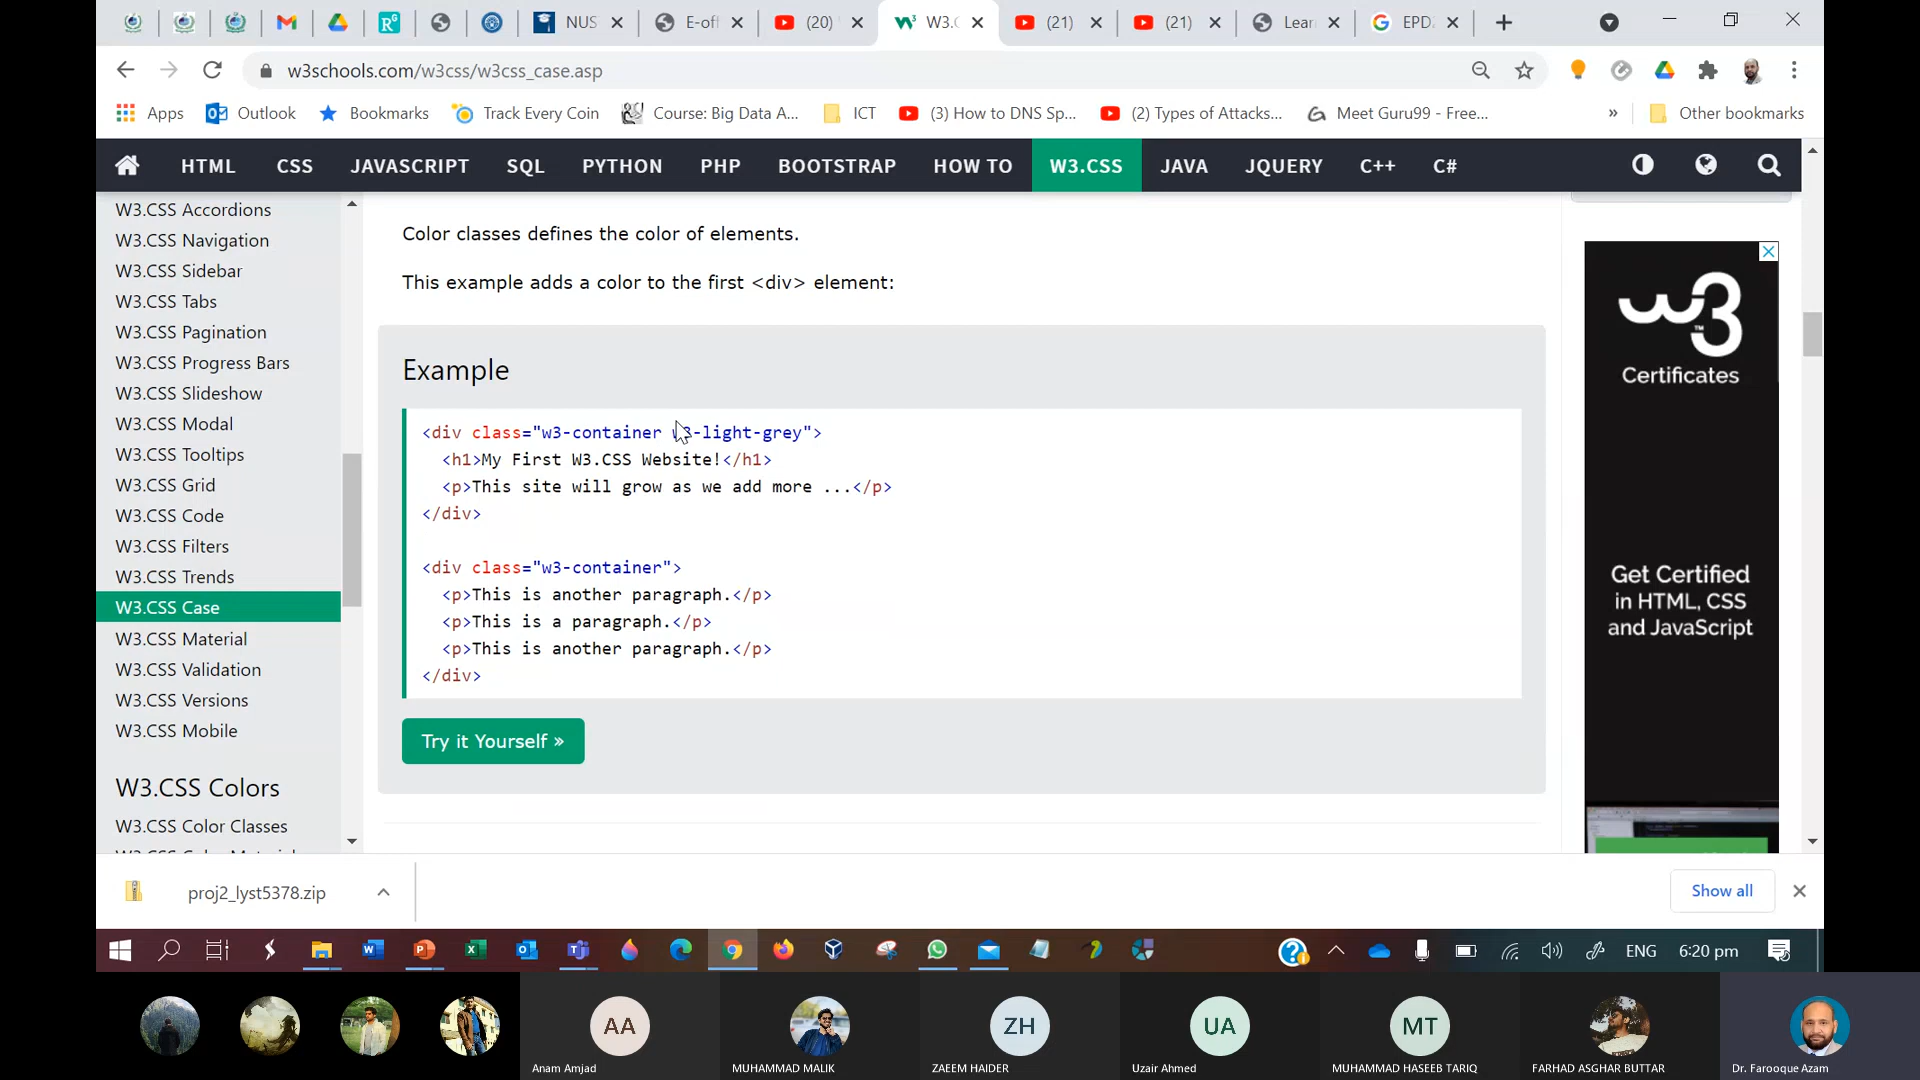 NUS
E-off
(20)
W3.C
(21)
(21)
Lear
EPD
w3schools.com/w3css/w3css_case.asp
Apps
Outlook
Bookmarks
Track Every Coin
Course: Big Data A...
ICT
(3) How to DNS Sp...
(2) Types of Attacks...
Meet Guru99 - Free...
»
Other bookmarks
HTML
CSS
JAVASCRIPT
SQL
PYTHON
PHP
BOOTSTRAP
HOW TO
W3.CSS
JAVA
JQUERY
C++
C#
W3.CSS Accordions
W3.CSS Navigation
W3.CSS Sidebar
W3.CSS Tabs
W3.CSS Pagination
W3.CSS Progress Bars
W3.CSS Slideshow
W3.CSS Modal
W3.CSS Tooltips
W3.CSS Grid
W3.CSS Code
W3.CSS Filters
W3.CSS Trends
W3.CSS Case
W3.CSS Material
W3.CSS Validation
W3.CSS Versions
W3.CSS Mobile
W3.CSS Colors
W3.CSS Color Classes
Color classes defines the color of elements.
This example adds a color to the first <div> element:
Example
<div class="w3-container w3-light-grey">
<h1>My First W3.CSS Website!</h1>
<p>This site will grow as we add more ...</p>
</div>
<div class="w3-container">
<p>This is another paragraph.</p>
<p>This is a paragraph.</p>
<p>This is another paragraph.</p>
</div>
Try it Yourself »
w3
TM
Certificates
Get Certified
in HTML, CSS
and JavaScript
proj2_lyst5378.zip
Show all
ENG
6:20 pm
AA
ZH
UA
MT
Anam Amjad
MUHAMMAD MALIK
ZAEEM HAIDER
Uzair Ahmed
MUHAMMAD HASEEB TARIQ
FARHAD ASGHAR BUTTAR
Dr. Farooque Azam